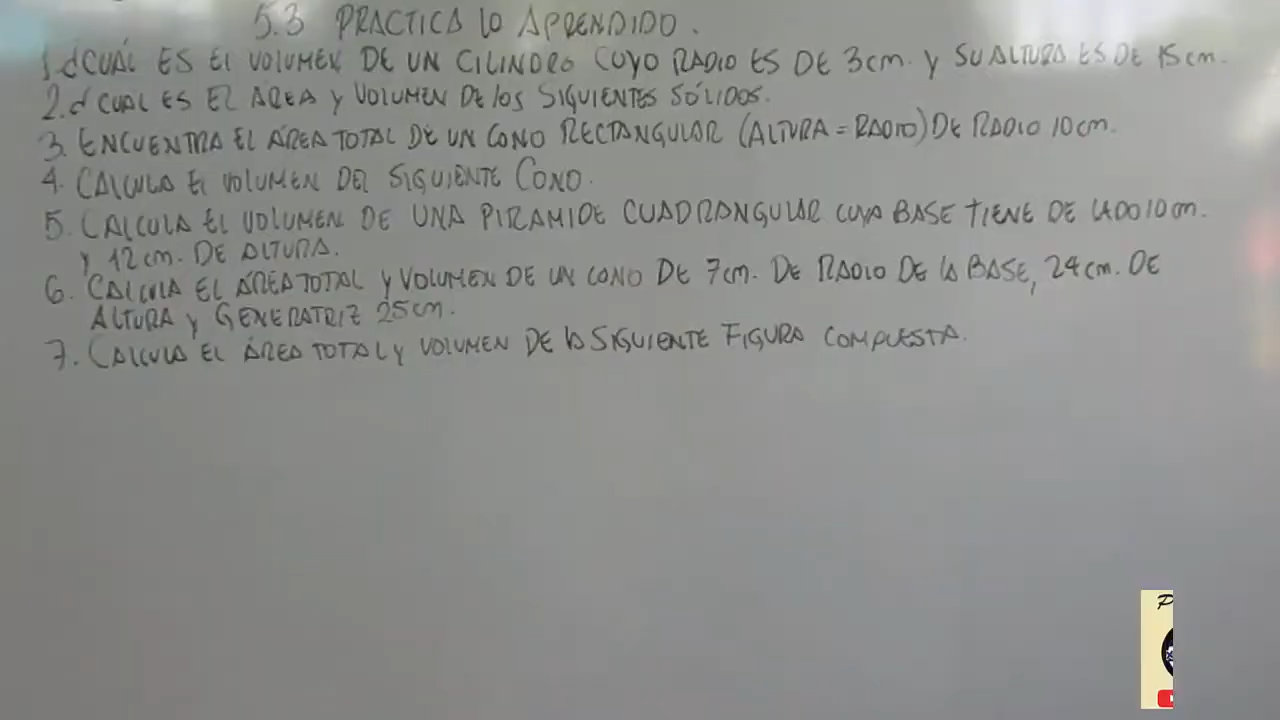 5.3 PRACTICA LO APRENDIDO.
1. ¿CUÁL ES EL VOLUMEN DE UN CILINDRO CUYO RADIO ES DE 3cm. Y SU ALTURA ES DE 15cm.
2. ¿CUAL ES EL ÁREA Y VOLUMEN DE LOS SIGUIENTES SÓLIDOS.
3. ENCUENTRA EL ÁREA TOTAL DE UN CONO RECTANGULAR (ALTURA = RADIO) DE RADIO 10cm.
4. CALCULA EL VOLUMEN DEL SIGUIENTE CONO.
5. CALCULA EL VOLUMEN DE UNA PIRAMIDE CUADRANGULAR CUYA BASE TIENE DE LADO 10cm.
Y 12cm. DE ALTURA.
6. CALCULA EL ÁREA TOTAL Y VOLUMEN DE UN CONO DE 7cm. DE RADIO DE LA BASE, 24cm. DE
ALTURA Y GENERATRIZ 25cm.
7. CALCULA EL ÁREA TOTAL Y VOLUMEN DE LA SIGUIENTE FIGURA COMPUESTA.
P